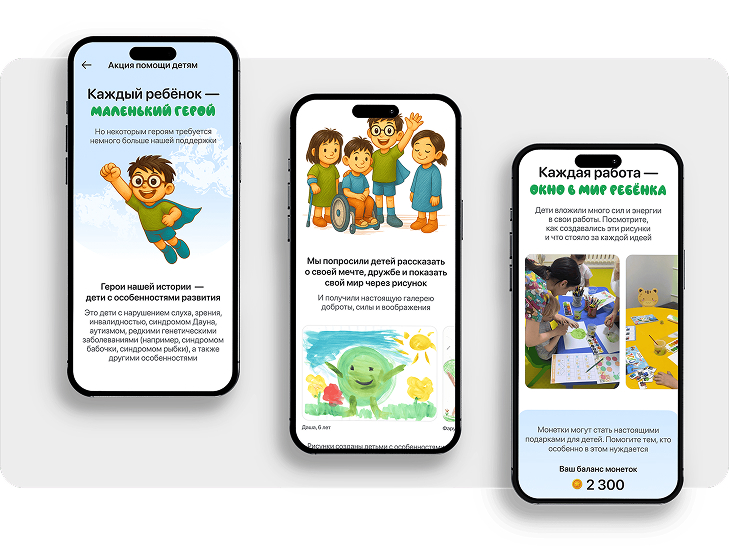 Акция помощи детям
Каждый ребёнок —
МАЛЕНЬКИЙ ГЕРОЙ
Но некоторым героям требуется
немного больше нашей поддержки
Герои нашей истории —
дети с особенностями развития
Это дети с нарушением слуха, зрения,
инвалидностью, синдромом Дауна,
аутизмом, редкими генетическими
заболеваниями (например, синдромом
бабочки, синдромом рыбки), а также
другими особенностями
Мы попросили детей рассказать
о своей мечте, дружбе и показать
свой мир через рисунок
И получили настоящую галерею
доброты, силы и воображения
Даша, 6 лет
Фару
Рисунки созданы детьми с особенностями
Каждая работа —
ОКНО В МИР РЕБЁНКА
Дети вложили много сил и энергии
в свои работы. Посмотрите,
как создавались эти рисунки
и что стояло за каждой идеей
Монетки могут стать настоящими
подарками для детей. Помогите тем, кто
особенно в этом нуждается
Ваш баланс монеток
2 300